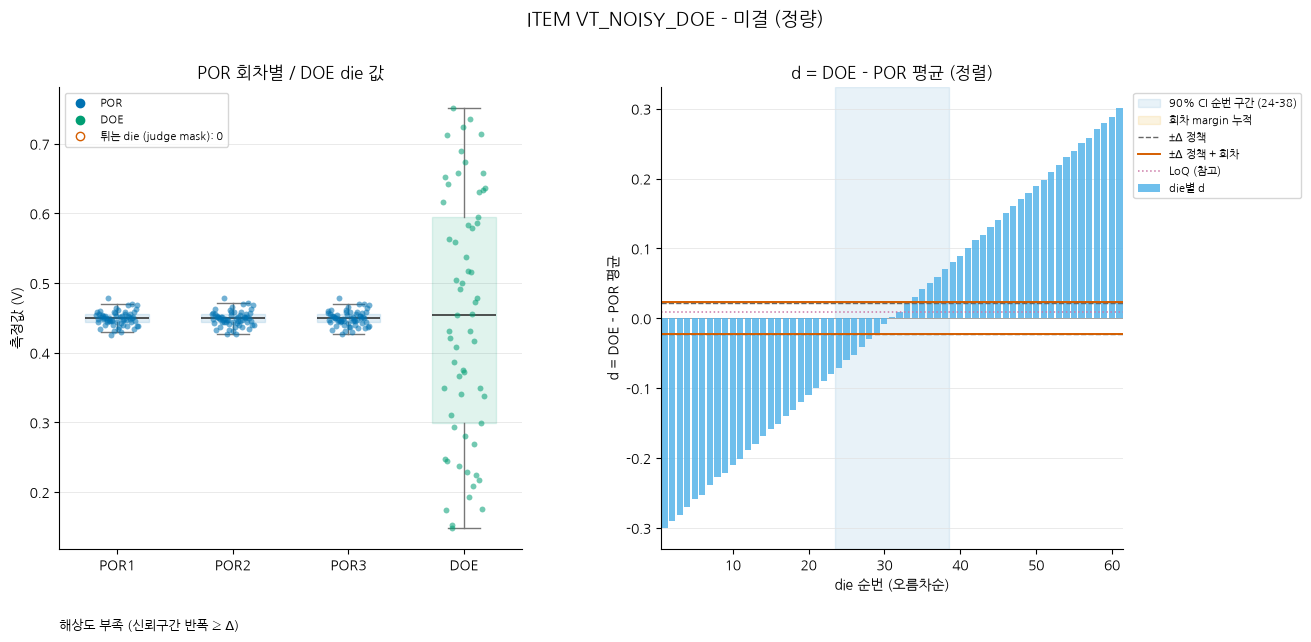 ITEM VT_NOISY_DOE - 미결 (정량)
POR 회차별 / DOE die 값
POR
DOE
튀는 die (judge mask): 0
측정값 (V)
0.7
0.6
0.5
0.4
0.3
0.2
POR1
POR2
POR3
DOE
d = DOE - POR 평균 (정렬)
d = DOE - POR 평균
0.3
0.2
0.1
0.0
-0.1
-0.2
-0.3
10
20
30
40
50
60
die 순번 (오름차순)
90% CI 순번 구간 (24-38)
회차 margin 누적
±Δ 정책
±Δ 정책 + 회차
LoQ (참고)
die별 d
해상도 부족 (신뢰구간 반폭 ≥ Δ)